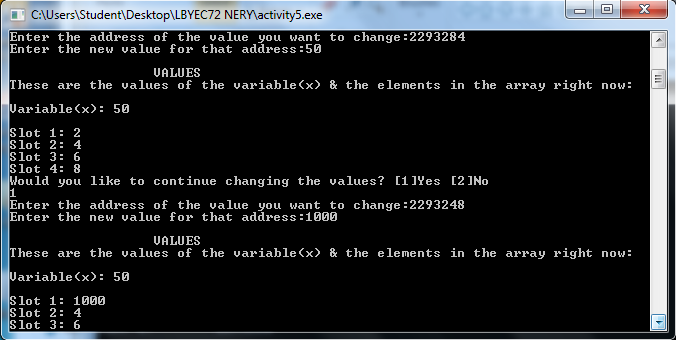 C:\Users\Student\Desktop\LBYEC72 NERY\activity5.exe
Enter the address of the value you want to change:2293284
Enter the new value for that address:50
VALUES
These are the values of the variable(x) & the elements in the array right now:
Variable(x): 50
Slot 1: 2
Slot 2: 4
Slot 3: 6
Slot 4: 8
Would you like to continue changing the values? [1]Yes [2]No
1
Enter the address of the value you want to change:2293248
Enter the new value for that address:1000
VALUES
These are the values of the variable(x) & the elements in the array right now:
Variable(x): 50
Slot 1: 1000
Slot 2: 4
Slot 3: 6